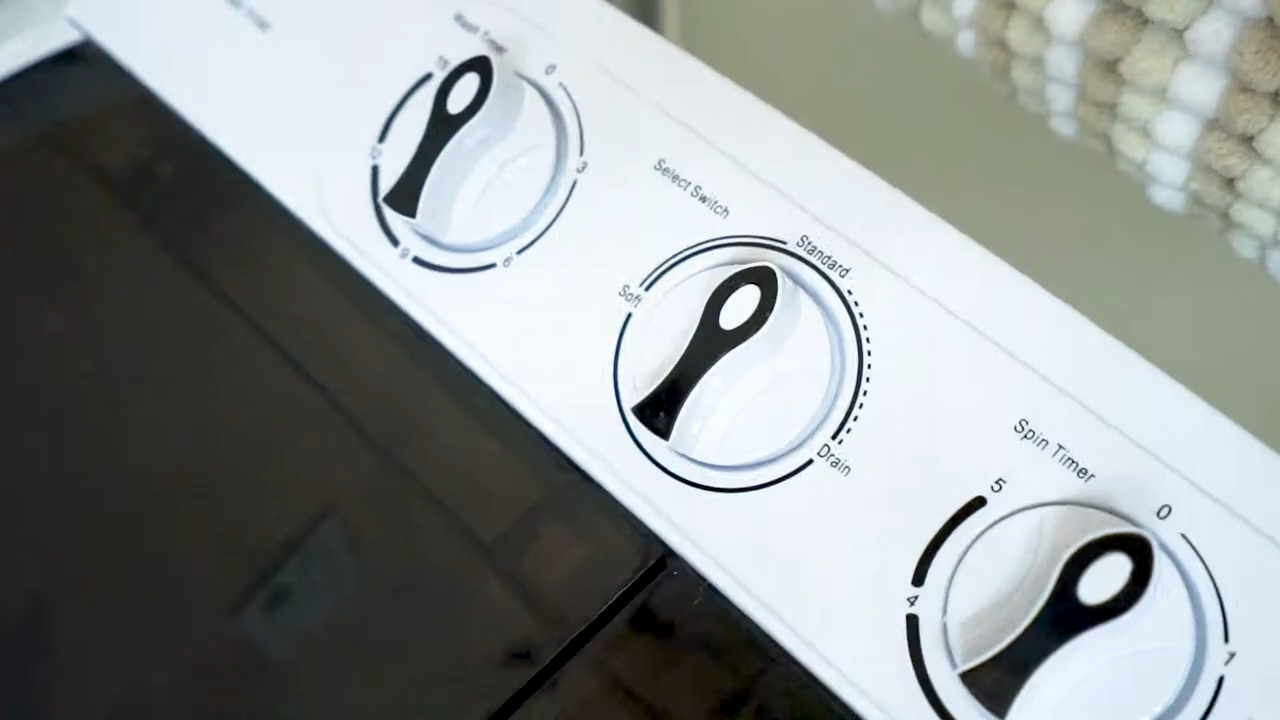 Wash Timer
15
0
12
3
9
6
Select Switch
Standard
Soft
Drain
Spin Timer
5
0
4
1